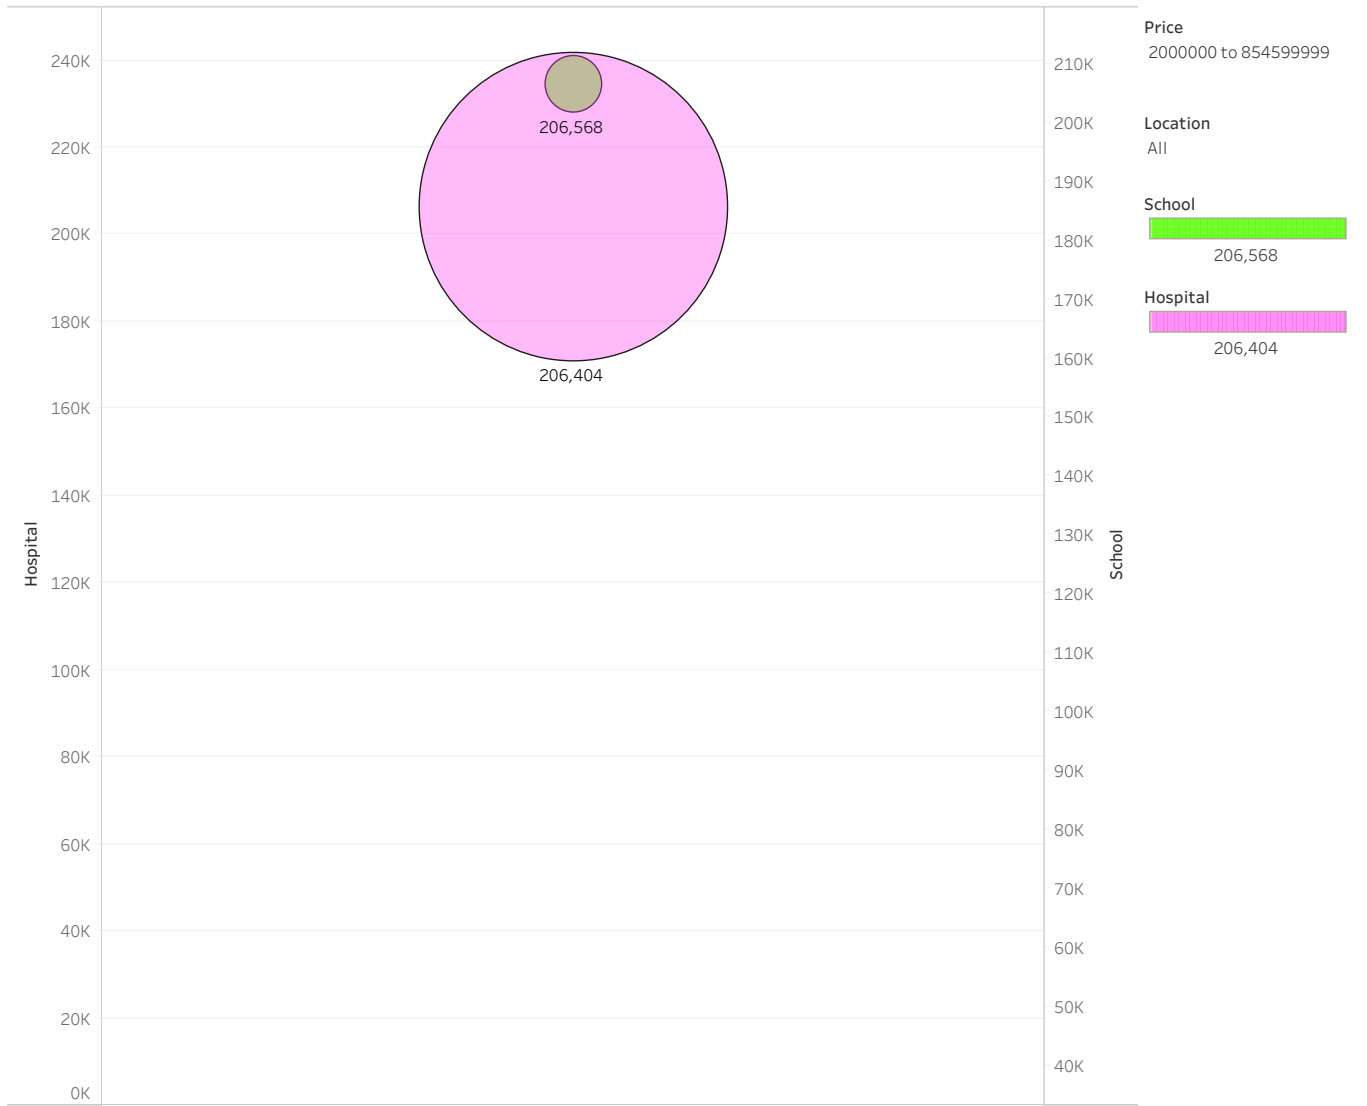 240K
220K
200K
180K
160K
140K
120K
100K
80K
60K
40K
20K
0K
Hospital
206,568
206,404
210K
200K
190K
180K
170K
160K
150K
140K
130K
120K
110K
100K
90K
80K
70K
60K
50K
40K
School
Price
2000000 to 854599999
Location
All
School
206,568
Hospital
206,404